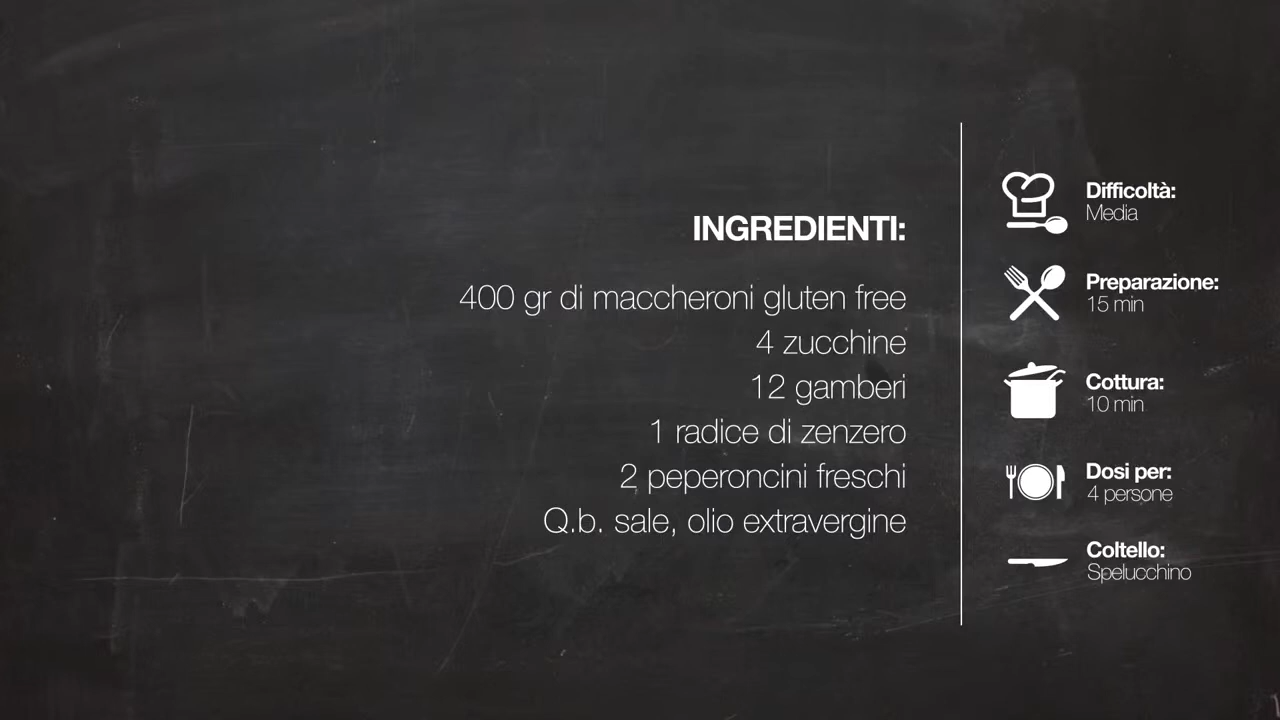 INGREDIENTI:
400 gr di maccheroni gluten free
4 zucchine
12 gamberi
1 radice di zenzero
2 peperoncini freschi
Q.b. sale, olio extravergine
Difficoltà:
Media
Preparazione:
15 min
Cottura:
10 min
Dosi per:
4 persone
Coltello:
Spelucchino